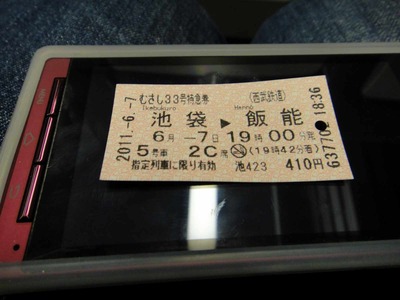 むさし33号特急券
(西武鉄道)
Ikebukuro
Hanno
池袋 ▶ 飯能
6月-7日19時00分発
5号車 2C席 (19時42分着)
指定列車に限り有効 池423 410円
2011.-6.-7
63770
18:36